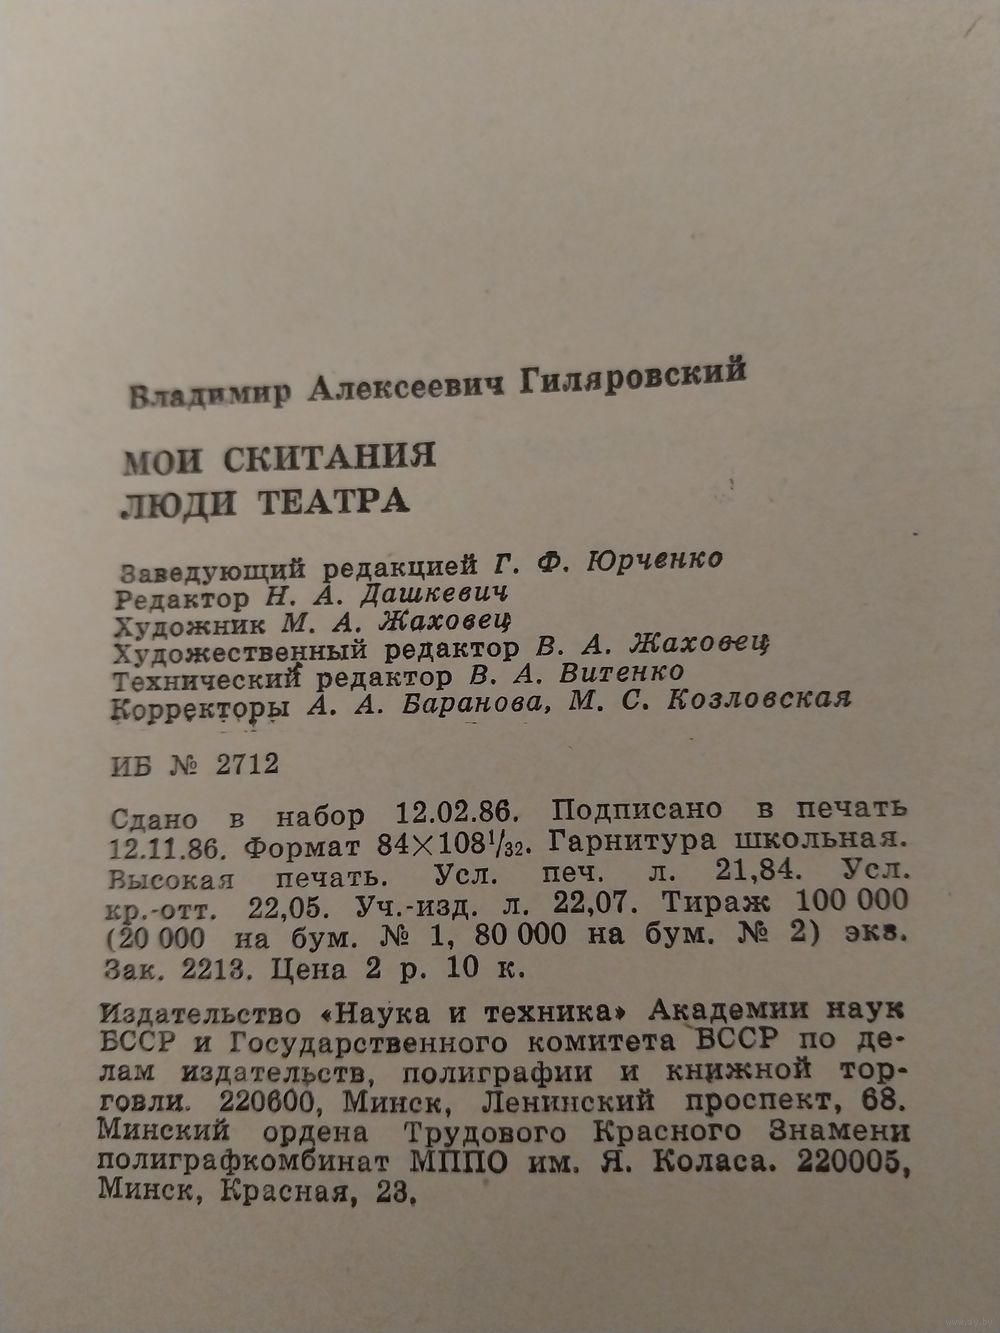 Владимир Алексеевич Гиляровский
МОИ СКИТАНИЯ
ЛЮДИ ТЕАТРА
Заведующий редакцией Г. Ф. Юрченко
Редактор Н. А. Дашкевич
Художник М. А. Жаховец
Художественный редактор В. А. Жаховец
Технический редактор В. А. Витенко
Корректоры А. А. Баранова, М. С. Козловская
ИБ № 2712
Сдано в набор 12.02.86. Подписано в печать
12.11.86. Формат 84×108¹/₃₂. Гарнитура школьная.
Высокая печать. Усл. печ. л. 21,84. Усл.
кр.-отт. 22,05. Уч.-изд. л. 22,07. Тираж 100 000
(20 000 на бум. № 1, 80 000 на бум. № 2) экз.
Зак. 2213. Цена 2 р. 10 к.
Издательство «Наука и техника» Академии наук
БССР и Государственного комитета БССР по де-
лам издательств, полиграфии и книжной тор-
говли. 220600, Минск, Ленинский проспект, 68.
Минский ордена Трудового Красного Знамени
полиграфкомбинат МППО им. Я. Коласа. 220005,
Минск, Красная, 23.
www.ay.by